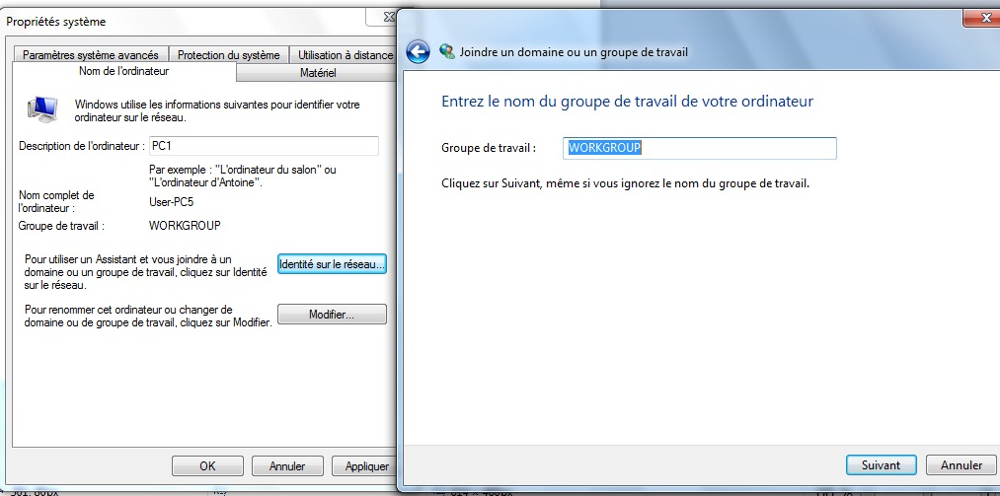 Propriétés système
Paramètres système avancés
Protection du système
Utilisation à distance
Nom de l'ordinateur
Matériel
Windows utilise les informations suivantes pour identifier votre
ordinateur sur le réseau.
Description de l'ordinateur :
PC1
Par exemple : "L'ordinateur du salon" ou
"L'ordinateur d'Antoine".
Nom complet de
l'ordinateur :
User-PC5
Groupe de travail :
WORKGROUP
Pour utiliser un Assistant et vous joindre à un
domaine ou un groupe de travail, cliquez sur Identité
sur le réseau.
Identité sur le réseau...
Pour renommer cet ordinateur ou changer de
domaine ou de groupe de travail, cliquez sur Modifier.
Modifier...
OK
Annuler
Appliquer
Joindre un domaine ou un groupe de travail
Entrez le nom du groupe de travail de votre ordinateur
Groupe de travail :
WORKGROUP
Cliquez sur Suivant, même si vous ignorez le nom du groupe de travail.
Suivant
Annuler